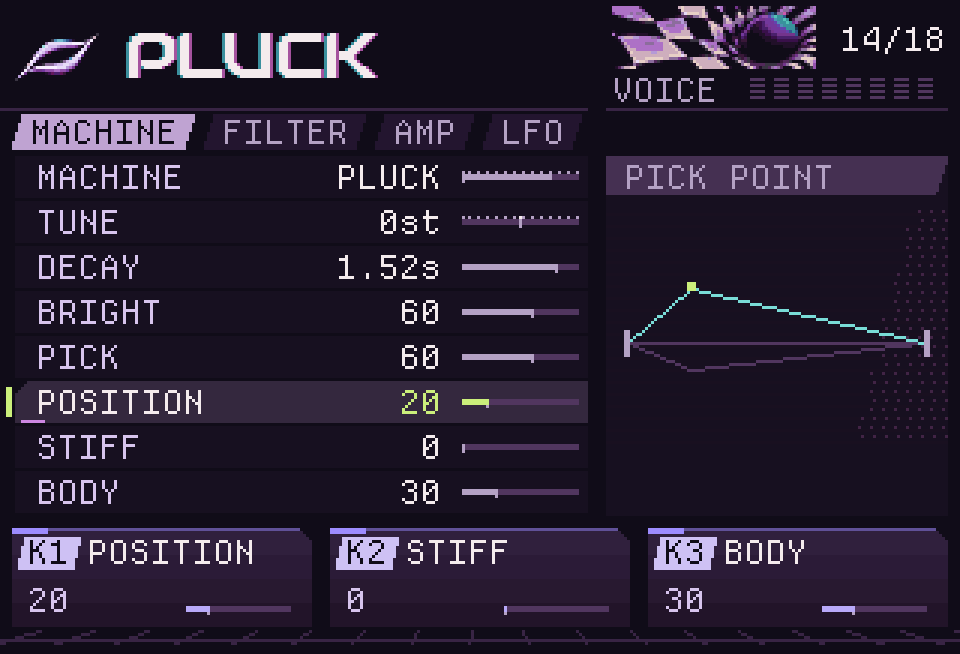 PLUCK
14/18
VOICE
MACHINE FILTER AMP LFO
MACHINE PLUCK
TUNE 0st
DECAY 1.52s
BRIGHT 60
PICK 60
POSITION 20
STIFF 0
BODY 30
PICK POINT
K1 POSITION
20
K2 STIFF
0
K3 BODY
30